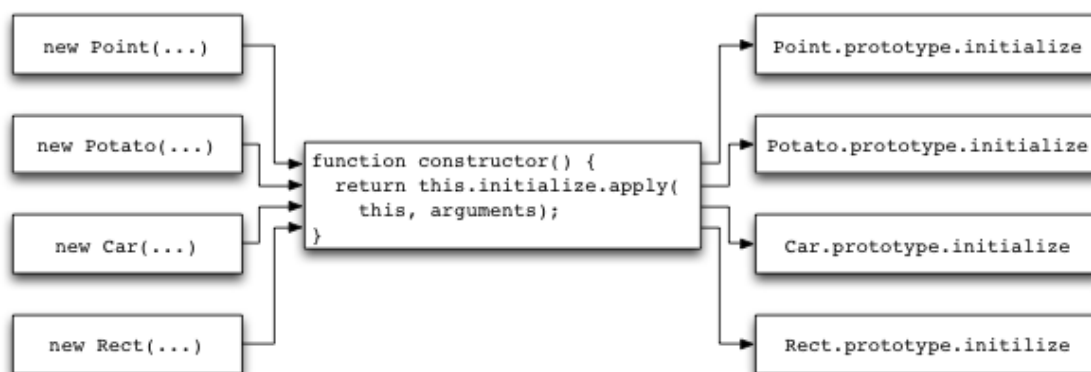 new Point(...)
new Potato(...)
new Car(...)
new Rect(...)
function constructor() {
return this.initialize.apply(
this, arguments);
}
Point.prototype.initialize
Potato.prototype.initialize
Car.prototype.initialize
Rect.prototype.initilize